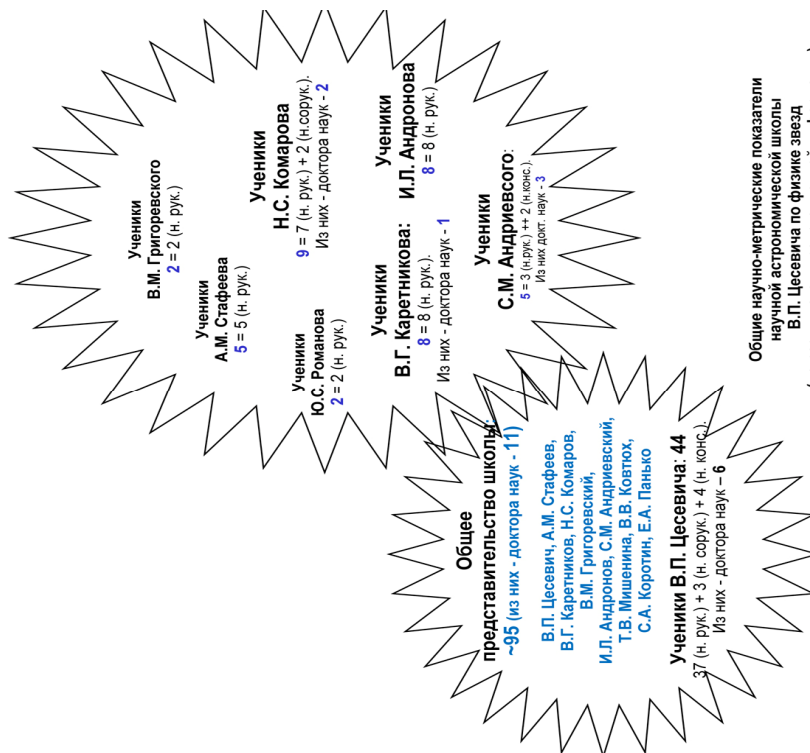 Общее
представительство школы:
~95 (из них - доктора наук - 11)
В.П. Цесевич, А.М. Стафеев,
В.Г. Каретников, Н.С. Комаров,
В.М. Григоревский,
И.Л. Андронов, С.М. Андриевский,
Т.В. Мишенина, В.В. Ковтюх,
С.А. Коротин, Е.А. Панько
Ученики В.П. Цесевича: 44
37 (н. рук.) + 3 (н. сорук.) + 4 (н. конс.).
Из них - доктора наук – 6
Ученики
В.М. Григоревского
2 = 2 (н. рук.)
Ученики
А.М. Стафеева
5 = 5 (н. рук.)
Ученики
Н.С. Комарова
9 = 7 (н. рук.) + 2 (н.сорук.).
Из них - доктора наук - 2
Ученики
Ю.С. Романова
2 = 2 (н. рук.)
Ученики
В.Г. Каретникова:
8 = 8 (н. рук.).
Из них - доктора наук - 1
Ученики
И.Л. Андронова
8 = 8 (н. рук.)
Ученики
С.М. Андриевсого:
5 = 3 (н.рук.) ++ 2 (н.конс.).
Из них докт. наук - 3
Общие научно-метрические показатели
научной астрономической школы
В.П. Цесевича по физике звезд